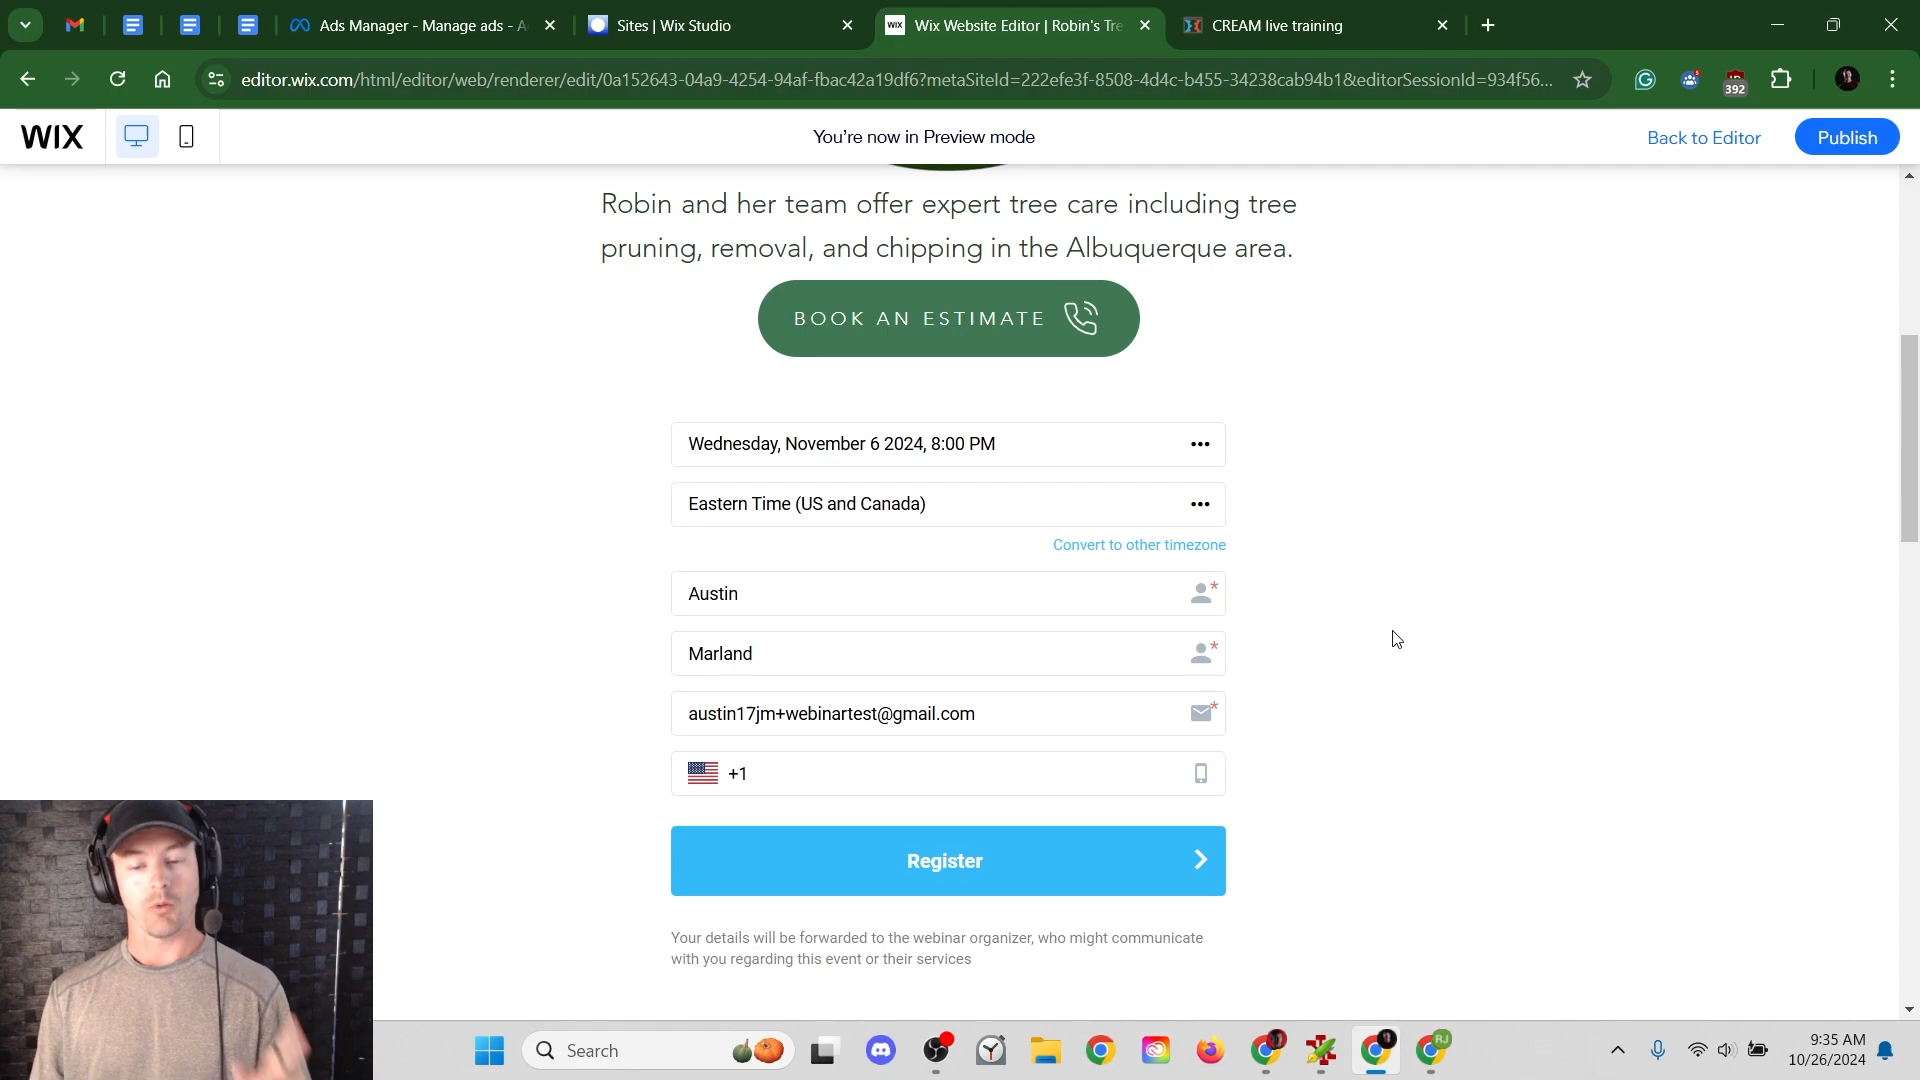 Ads Manager - Manage ads - A
Sites | Wix Studio
WIX
Wix Website Editor | Robin's Tre
CREAM live training
editor.wix.com/html/editor/web/renderer/edit/0a152643-04a9-4254-94af-fbac42a19df6?metaSiteId=222efe3f-8508-4d4c-b455-34238cab94b1&editorSessionId=934f56...
392
WIX
You're now in Preview mode
Back to Editor
Publish
Robin and her team offer expert tree care including tree
pruning, removal, and chipping in the Albuquerque area.
BOOK AN ESTIMATE
Wednesday, November 6 2024, 8:00 PM
Eastern Time (US and Canada)
Convert to other timezone
Austin
*
Marland
*
austin17jm+webinartest@gmail.com
*
+1
Register
Your details will be forwarded to the webinar organizer, who might communicate
with you regarding this event or their services
Search
RJ
9:35 AM
10/26/2024